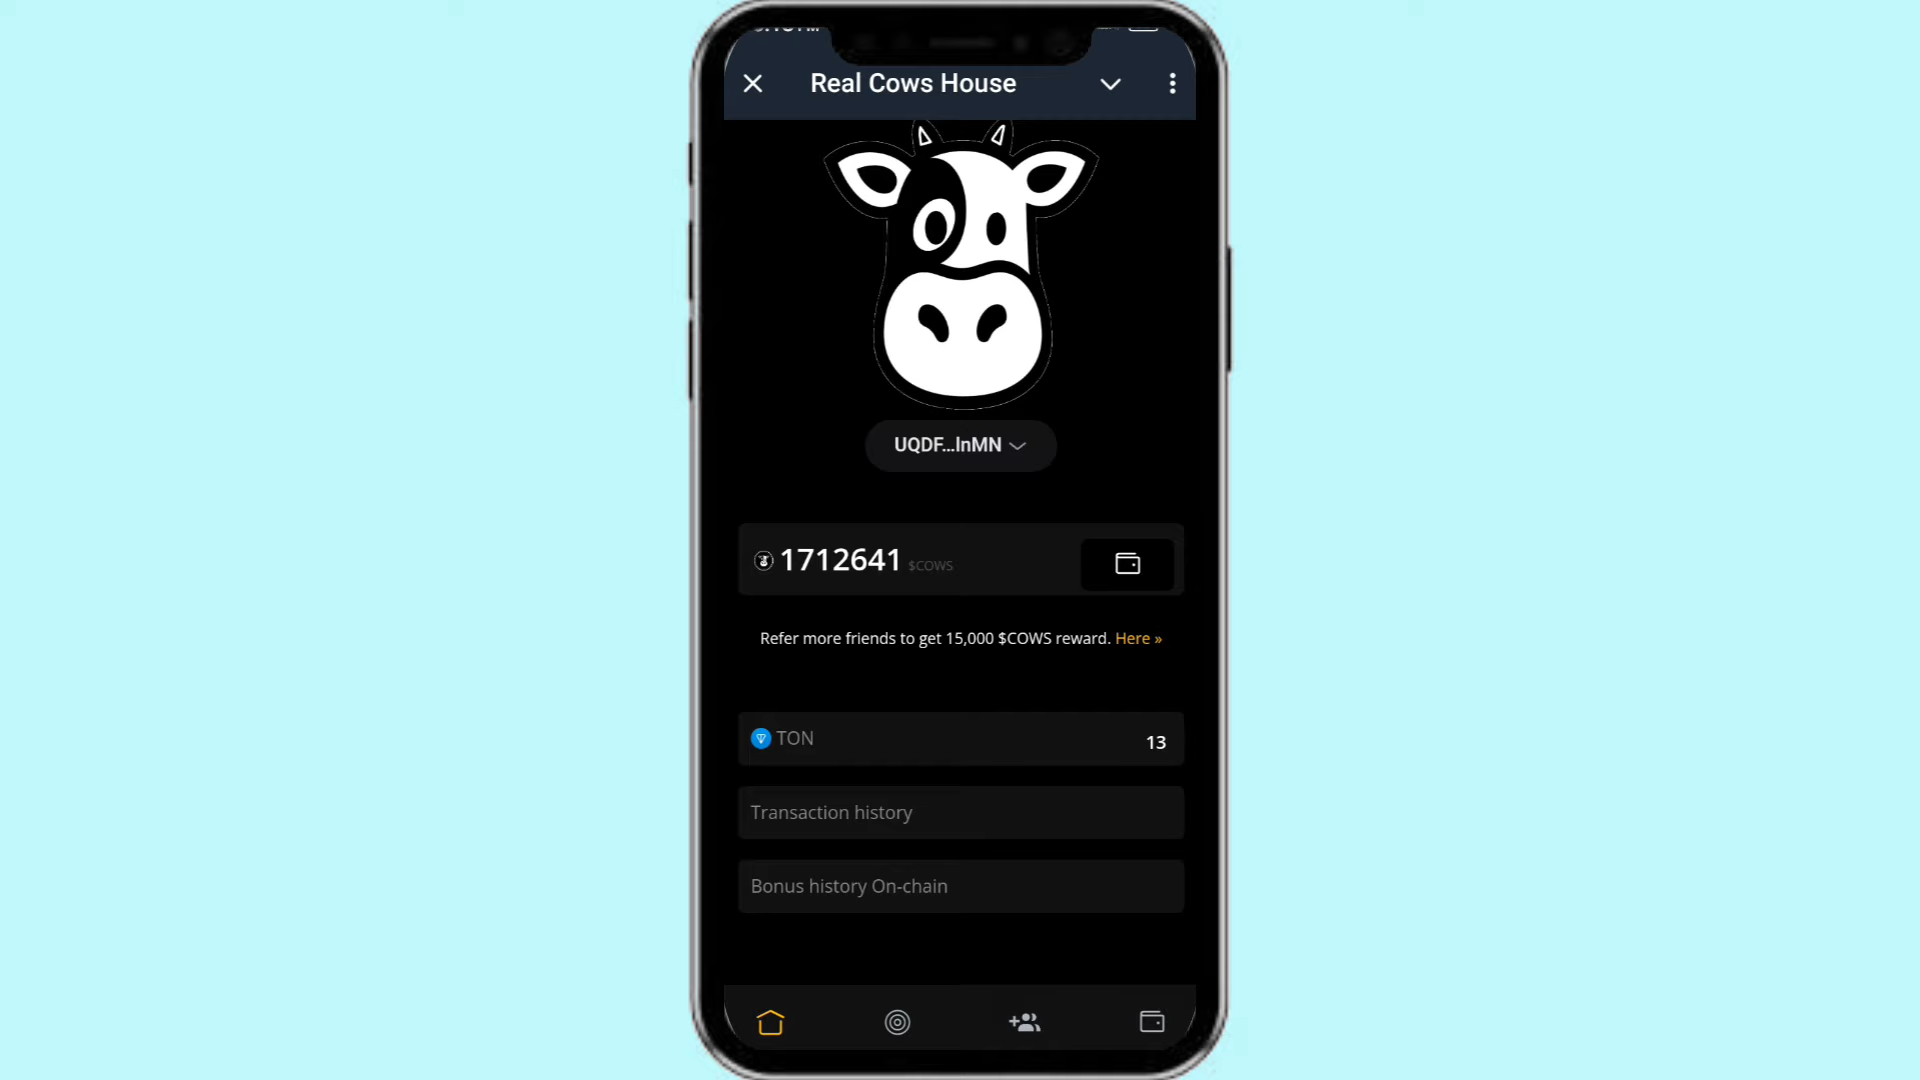 Real Cows House
UQDF...lnMN
1712641 $COWS
Refer more friends to get 15,000 $COWS reward. Here »
TON
13
Transaction history
Bonus history On-chain